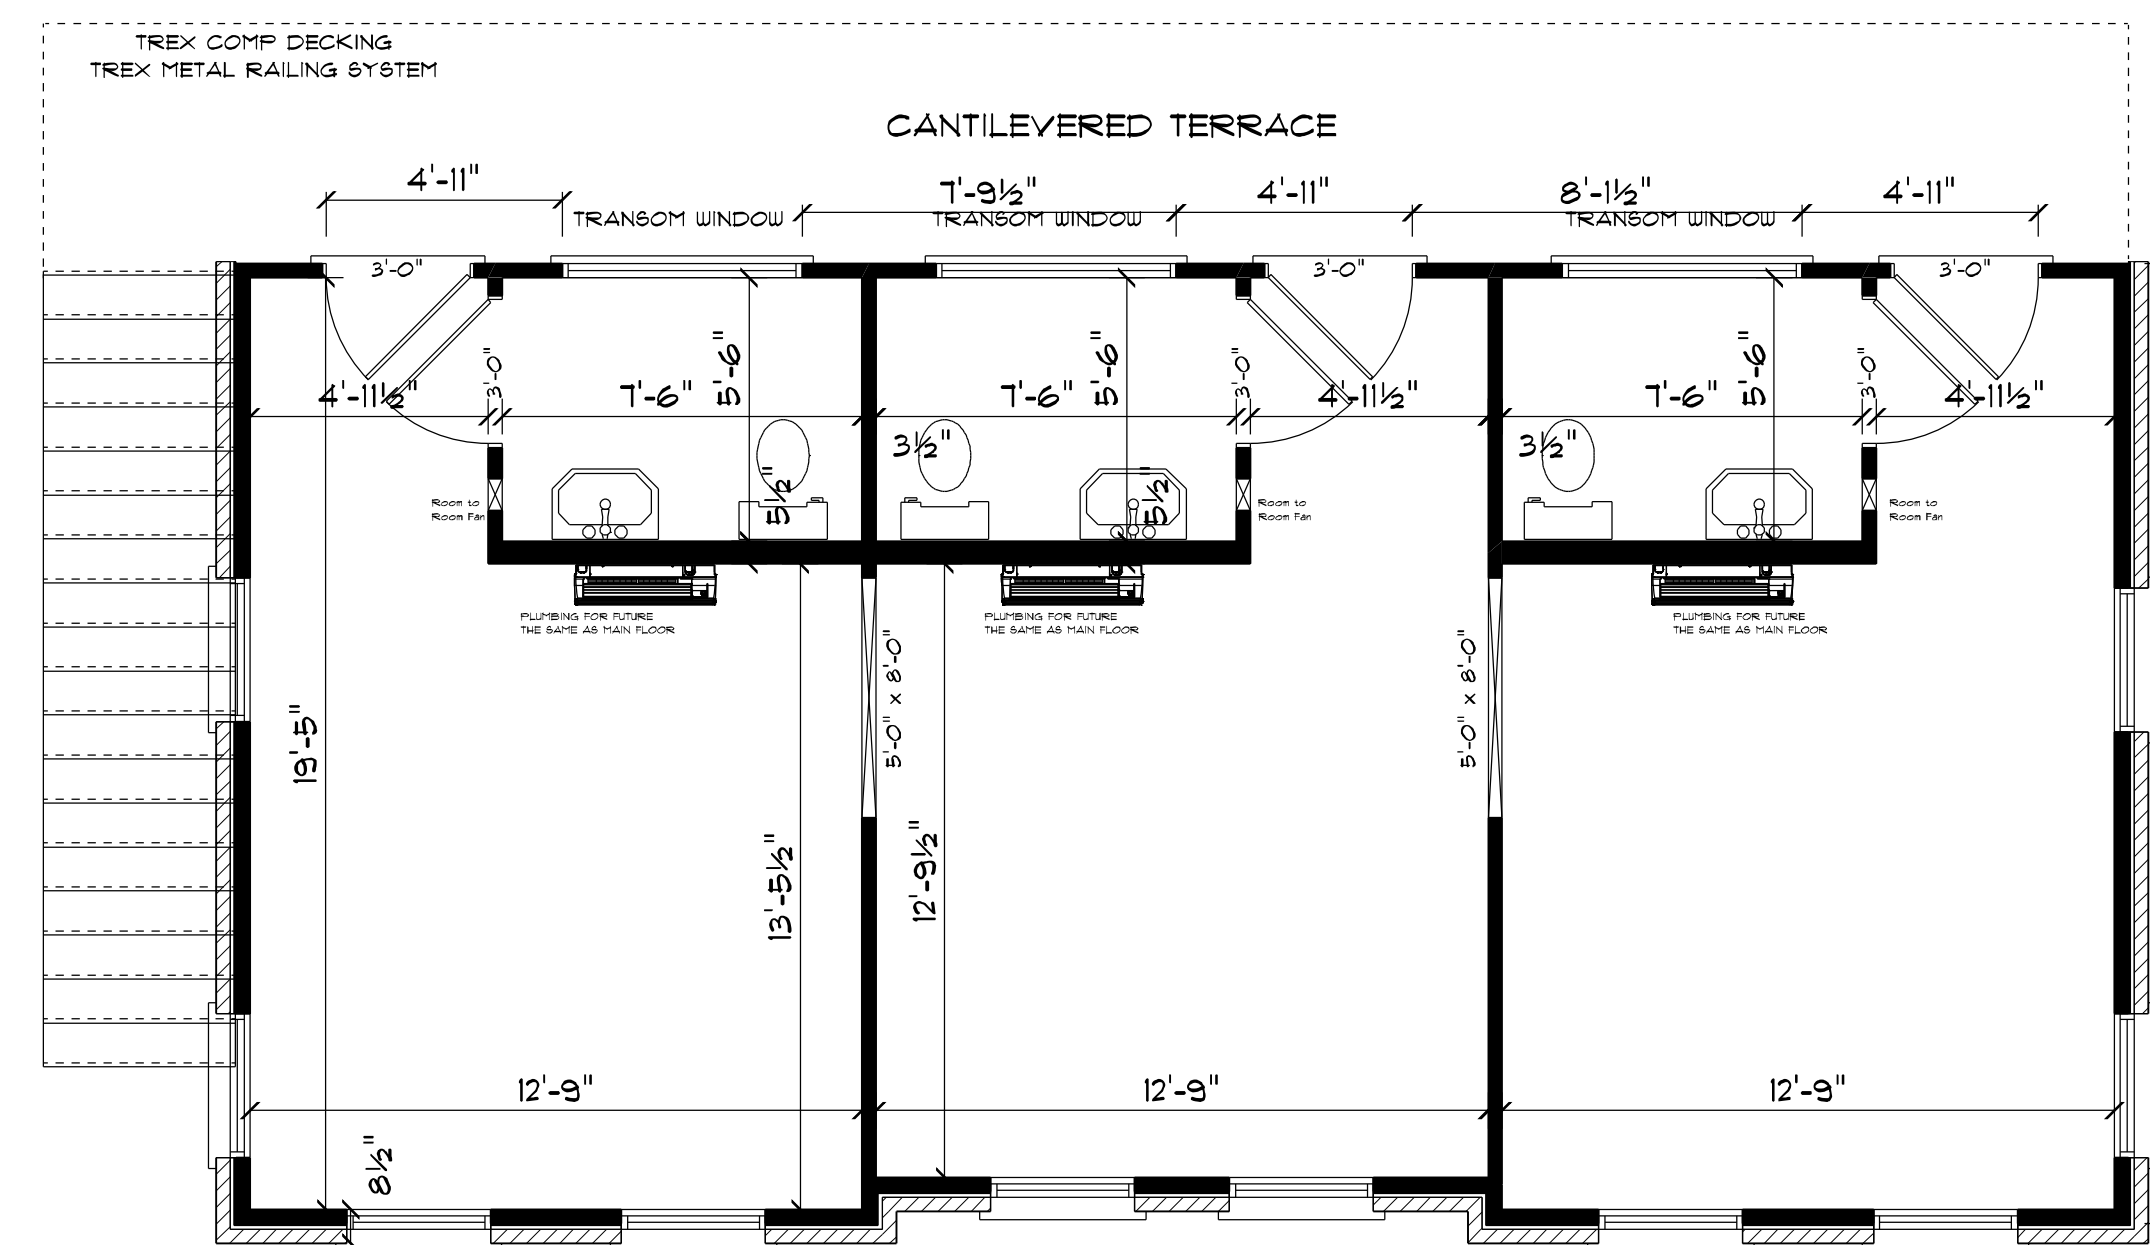 TREX COMP DECKING
TREX METAL RAILING SYSTEM
CANTILEVERED TERRACE
4'-11"
7'-9½"
4'-11"
8'-1½"
4'-11"
TRANSOM WINDOW
TRANSOM WINDOW
TRANSOM WINDOW
3'-0"
3'-0"
3'-0"
5'-6"
5'-6"
5'-6"
3'-0"
3'-0"
3'-0"
4'-11½"
7'-6"
7'-6"
4'-11½"
7'-6"
4'-11½"
3½"
3½"
5½"
5½"
Room to
Room Fan
Room to
Room Fan
Room to
Room Fan
PLUMBING FOR FUTURE
THE SAME AS MAIN FLOOR
PLUMBING FOR FUTURE
THE SAME AS MAIN FLOOR
PLUMBING FOR FUTURE
THE SAME AS MAIN FLOOR
5'-0" x 8'-0"
5'-0" x 8'-0"
19'-5"
13'-5½"
12'-9½"
12'-9"
12'-9"
12'-9"
8½"